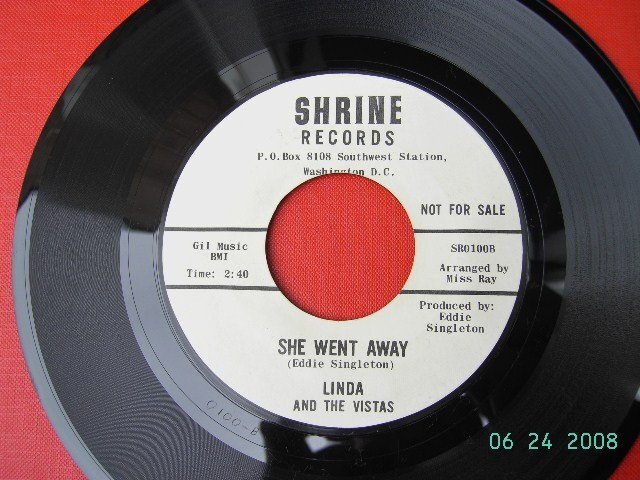 SHRINE
RECORDS
P.O.Box 8108 Southwest Station,
Washington D.C.
NOT FOR SALE
Gil Music
BMI
Time: 2:40
SR0100B
Arranged by
Miss Ray
Produced by:
Eddie
Singleton
SHE WENT AWAY
(Eddie Singleton)
LINDA
AND THE VISTAS
0100-B
06 24 2008